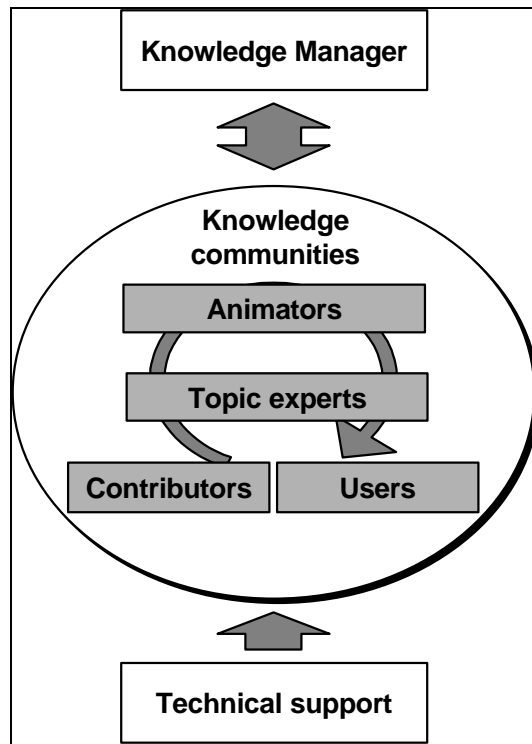 Knowledge Manager
Knowledge
communities
Animators
Topic experts
Contributors
Users
Technical support